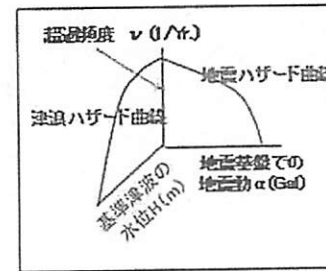 超過頻度 ν (1/Yr.)
地震ハザード曲線
津浪ハザード曲線
地震基盤での
地震動 α(Gal)
基準津波の
水位H(m)